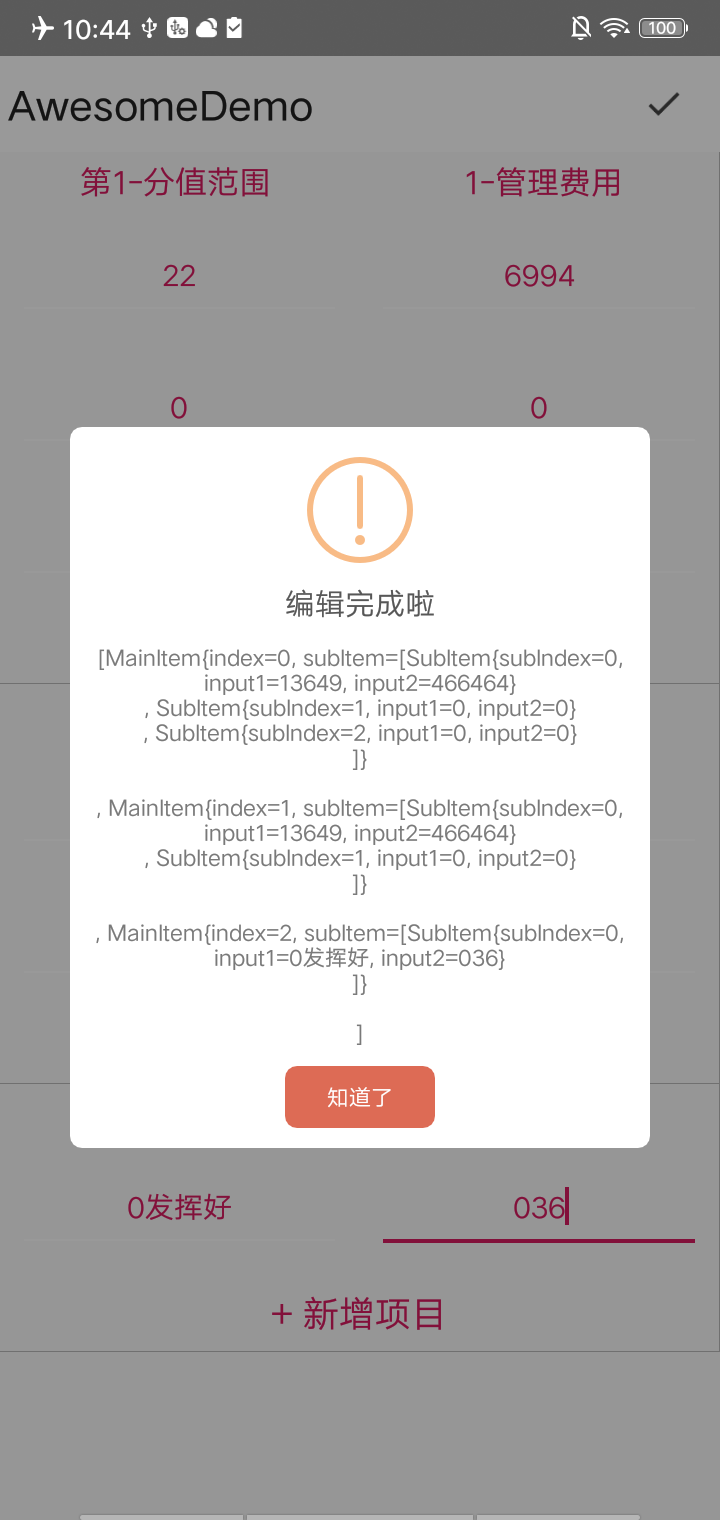 10:44
100
AwesomeDemo
第1-分值范围
1-管理费用
22
6994
0
0
编辑完成啦
[MainItem{index=0, subItem=[SubItem{subIndex=0,
input1=13649, input2=466464}
, SubItem{subIndex=1, input1=0, input2=0}
, SubItem{subIndex=2, input1=0, input2=0}
]}
, MainItem{index=1, subItem=[SubItem{subIndex=0,
input1=13649, input2=466464}
, SubItem{subIndex=1, input1=0, input2=0}
]}
, MainItem{index=2, subItem=[SubItem{subIndex=0,
input1=0发挥好, input2=036}
]}
]
知道了
0发挥好
036
+ 新增项目